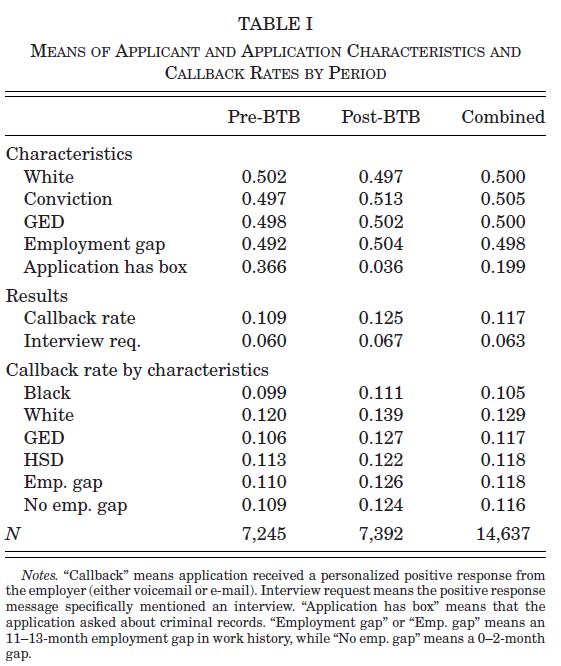 TABLE I
MEANS OF APPLICANT AND APPLICATION CHARACTERISTICS AND
CALLBACK RATES BY PERIOD
Pre-BTB Post-BTB Combined
Characteristics
White 0.502 0.497 0.500
Conviction 0.497 0.513 0.505
GED 0.498 0.502 0.500
Employment gap 0.492 0.504 0.498
Application has box 0.366 0.036 0.199
Results
Callback rate 0.109 0.125 0.117
Interview req. 0.060 0.067 0.063
Callback rate by characteristics
Black 0.099 0.111 0.105
White 0.120 0.139 0.129
GED 0.106 0.127 0.117
HSD 0.113 0.122 0.118
Emp. gap 0.110 0.126 0.118
No emp. gap 0.109 0.124 0.116
N 7,245 7,392 14,637
Notes. “Callback” means application received a personalized positive response from
the employer (either voicemail or e-mail). Interview request means the positive response
message specifically mentioned an interview. “Application has box” means that the
application asked about criminal records. “Employment gap” or “Emp. gap” means an
11–13-month employment gap in work history, while “No emp. gap” means a 0–2-month
gap.